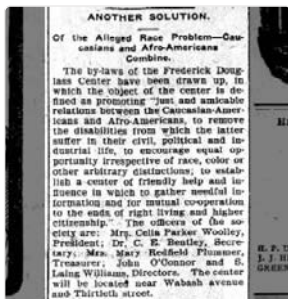 ANOTHER SOLUTION.
Of the Alleged Race Problem—Cau-
casians and Afro-Americans
Combine.
The by-laws of the Frederick Doug-
lass Center have been drawn up, in
which the object of the center is de-
fined as promoting "just and amicable
relations between the Caucasian-Amer-
icans and Afro-Americans, to remove
the disabilities from which the latter
suffer in their civil, political and in-
dustrial life, to encourage equal op-
portunity irrespective of race, color or
other arbitrary distinctions; to estab-
lish a center of friendly help and in-
fluence in which to gather needful in-
formation and for mutual co-operation
to the ends of right living and higher
citizenship." The officers of the so-
ciety are: Mrs. Celia Parker Woolley,
President; Dr. C. E. Bentley, Secre-
tary; Mrs. Mary Redfield Plummer,
Treasurer; John O'Connor and S.
Laing Williams, Directors. The center
will be located near Wabash avenue
and Thirtieth street.
H. P. D
J. J. H
GREEN